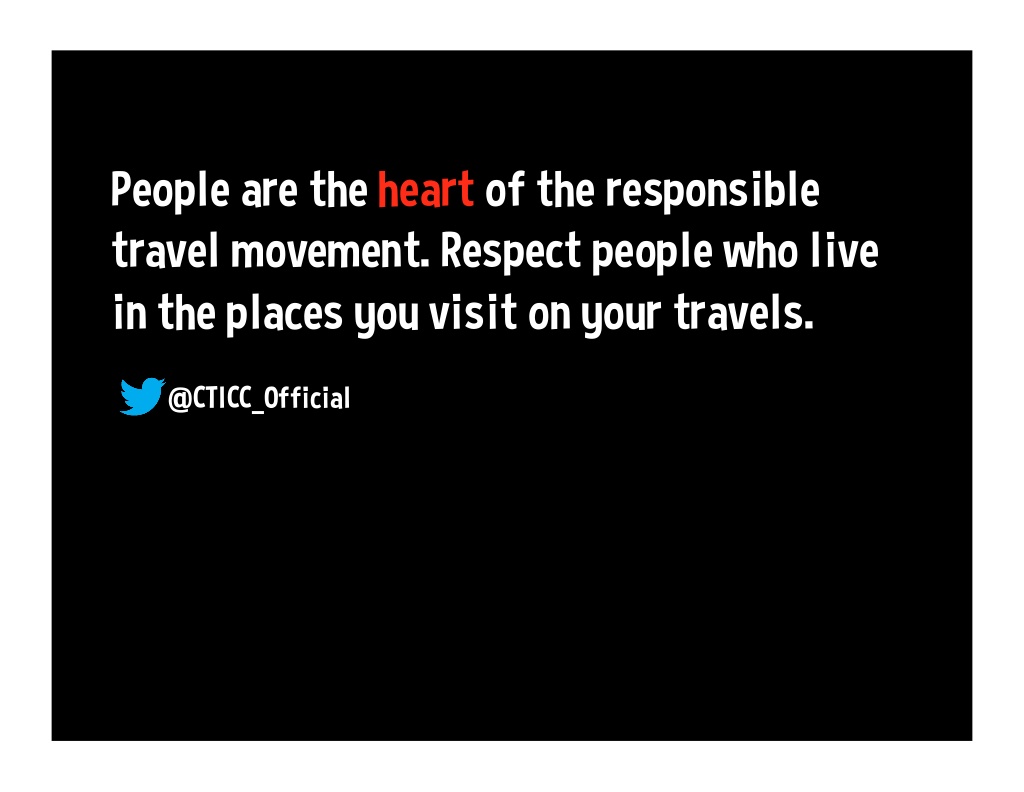 People are the heart of the responsible
travel movement. Respect people who live
in the places you visit on your travels.
@CTICC_Official